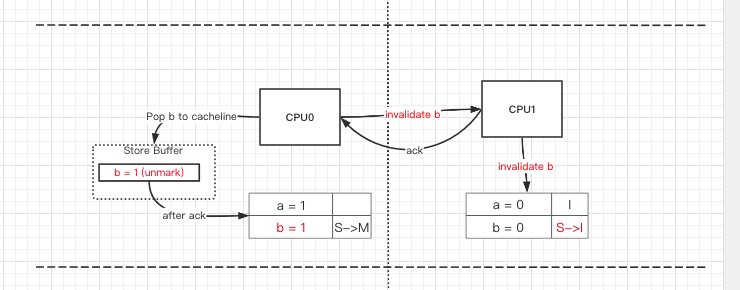 Pop b to cacheline
CPU0
invalidate b
CPU1
ack
Store Buffer
b = 1 (unmark)
invalidate b
after ack
a = 1
b = 1
S—>M
a = 0
I
b = 0
S—>I